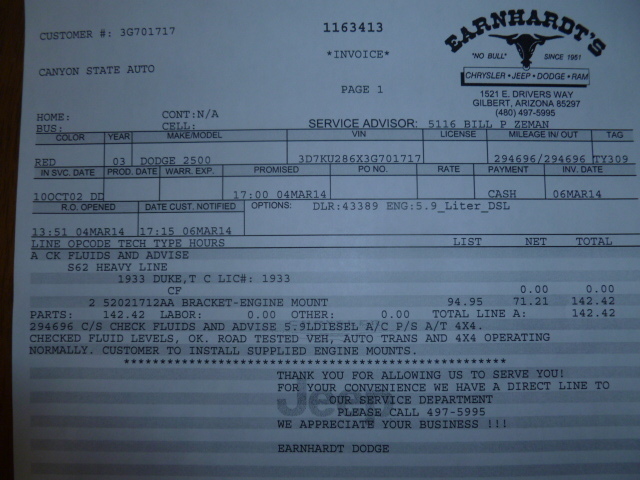 CUSTOMER #: 3G701717
1163413
*INVOICE*
CANYON STATE AUTO
PAGE 1
EARNHARDT'S
"NO BULL" SINCE 1951
CHRYSLER • JEEP • DODGE • RAM
1521 E. DRIVERS WAY
GILBERT, ARIZONA 85297
(480) 497-5995
HOME: CONT:N/A
BUS: CELL:
SERVICE ADVISOR: 5116 BILL P ZEMAN
COLOR YEAR MAKE/MODEL VIN LICENSE MILEAGE IN/ OUT TAG
RED 03 DODGE 2500 3D7KU286X3G701717 294696/294696 TY309
IN SVC. DATE PROD. DATE WARR. EXP. PROMISED PO NO. RATE PAYMENT INV. DATE
10OCT02 DD 17:00 04MAR14 CASH 06MAR14
R.O. OPENED DATE CUST. NOTIFIED OPTIONS: DLR:43389 ENG:5.9_Liter_DSL
13:51 04MAR14 17:15 06MAR14
LINE OPCODE TECH TYPE HOURS LIST NET TOTAL
A CK FLUIDS AND ADVISE
S62 HEAVY LINE
1933 DUKE,T C LIC#: 1933
CF 0.00 0.00
2 52021712AA BRACKET-ENGINE MOUNT 94.95 71.21 142.42
PARTS: 142.42 LABOR: 0.00 OTHER: 0.00 TOTAL LINE A: 142.42
294696 C/S CHECK FLUIDS AND ADVISE 5.9LDIESEL A/C P/S A/T 4X4.
CHECKED FLUID LEVELS, OK. ROAD TESTED VEH, AUTO TRANS AND 4X4 OPERATING
NORMALLY. CUSTOMER TO INSTALL SUPPLIED ENGINE MOUNTS.
****************************************************
THANK YOU FOR ALLOWING US TO SERVE YOU!
FOR YOUR CONVENIENCE WE HAVE A DIRECT LINE TO
OUR SERVICE DEPARTMENT
Jeep
PLEASE CALL 497-5995
WE APPRECIATE YOUR BUSINESS !!!
EARNHARDT DODGE